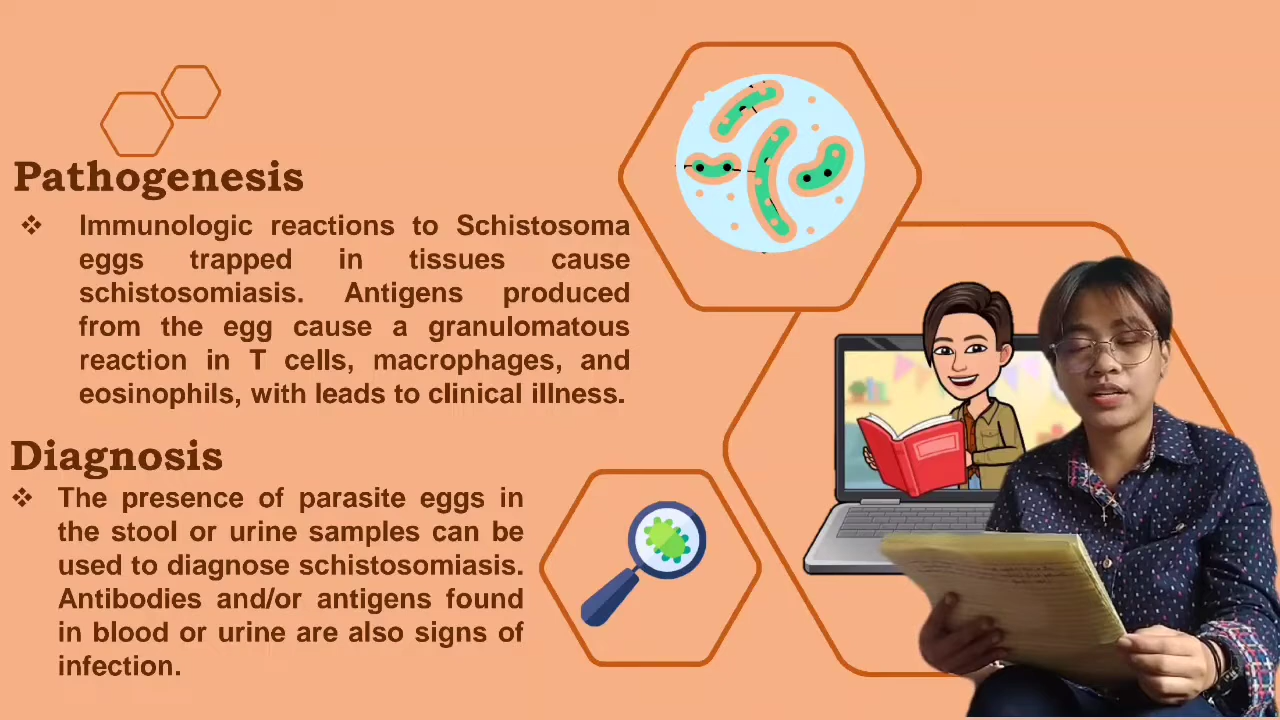 Pathogenesis
❖ Immunologic reactions to Schistosoma
eggs trapped in tissues cause
schistosomiasis. Antigens produced
from the egg cause a granulomatous
reaction in T cells, macrophages, and
eosinophils, with leads to clinical illness.
Diagnosis
❖ The presence of parasite eggs in
the stool or urine samples can be
used to diagnose schistosomiasis.
Antibodies and/or antigens found
in blood or urine are also signs of
infection.